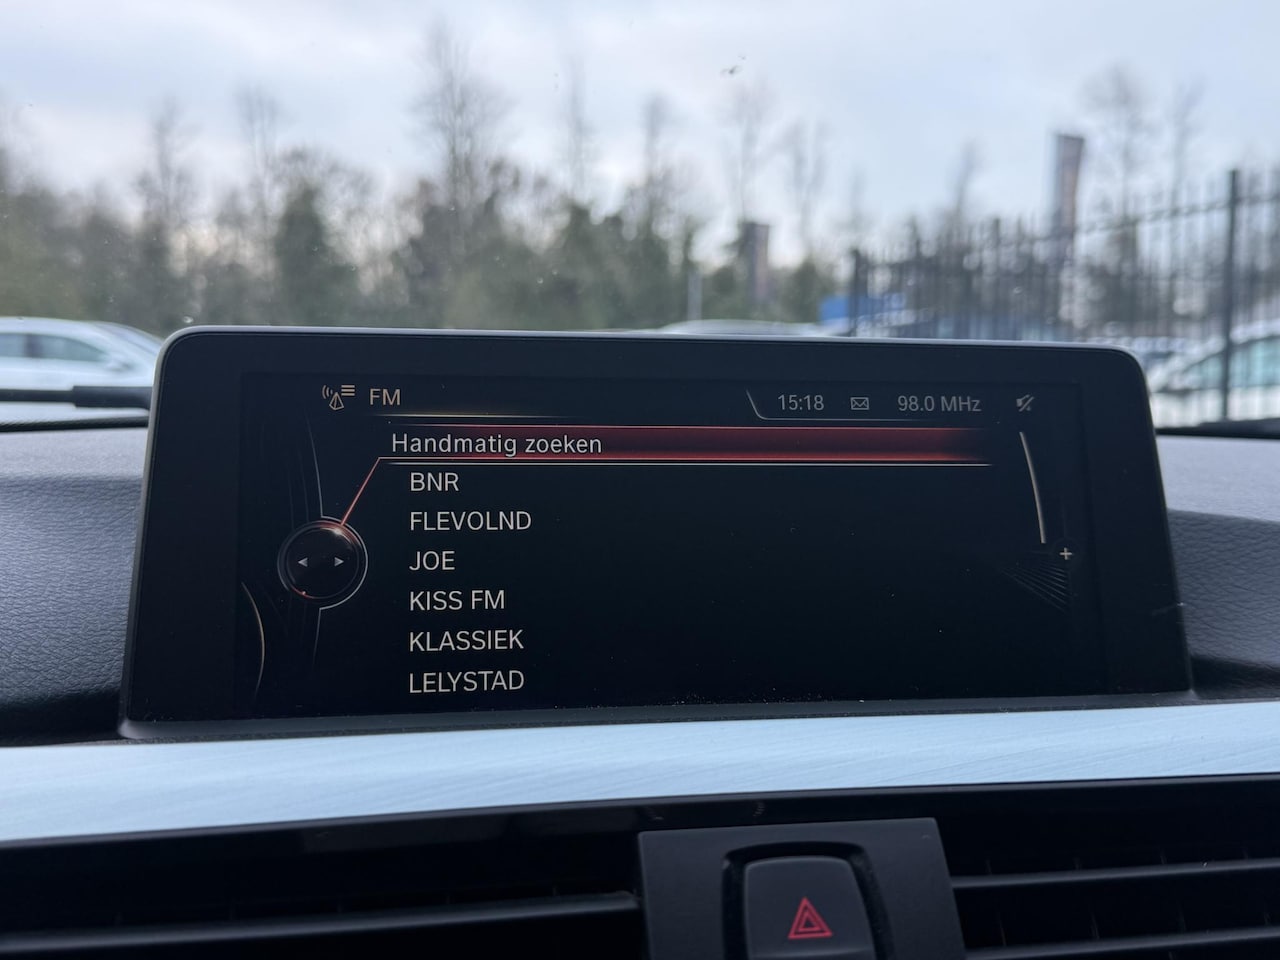 FM
15:18 98.0 MHz
Handmatig zoeken
BNR
FLEVOLND
JOE
KISS FM
KLASSIEK
LELYSTAD